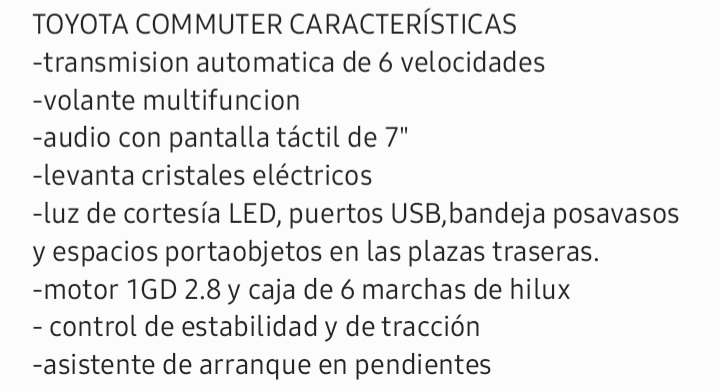 TOYOTA COMMUTER CARACTERÍSTICAS
-transmision automatica de 6 velocidades
-volante multifuncion
-audio con pantalla táctil de 7"
-levanta cristales eléctricos
-luz de cortesía LED, puertos USB,bandeja posavasos
y espacios portaobjetos en las plazas traseras.
-motor 1GD 2.8 y caja de 6 marchas de hilux
- control de estabilidad y de tracción
-asistente de arranque en pendientes